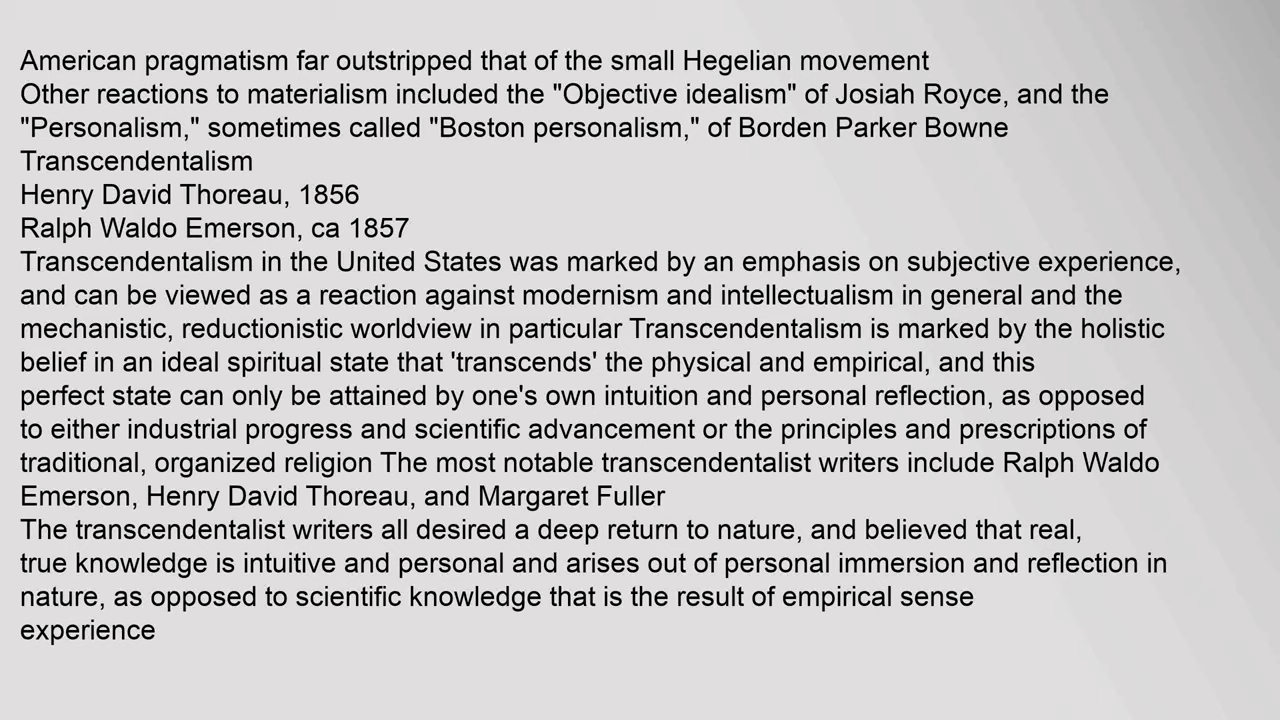 American pragmatism far outstripped that of the small Hegelian movement
Other reactions to materialism included the "Objective idealism" of Josiah Royce, and the
"Personalism," sometimes called "Boston personalism," of Borden Parker Bowne
Transcendentalism
Henry David Thoreau, 1856
Ralph Waldo Emerson, ca 1857
Transcendentalism in the United States was marked by an emphasis on subjective experience,
and can be viewed as a reaction against modernism and intellectualism in general and the
mechanistic, reductionistic worldview in particular Transcendentalism is marked by the holistic
belief in an ideal spiritual state that 'transcends' the physical and empirical, and this
perfect state can only be attained by one's own intuition and personal reflection, as opposed
to either industrial progress and scientific advancement or the principles and prescriptions of
traditional, organized religion The most notable transcendentalist writers include Ralph Waldo
Emerson, Henry David Thoreau, and Margaret Fuller
The transcendentalist writers all desired a deep return to nature, and believed that real,
true knowledge is intuitive and personal and arises out of personal immersion and reflection in
nature, as opposed to scientific knowledge that is the result of empirical sense
experience